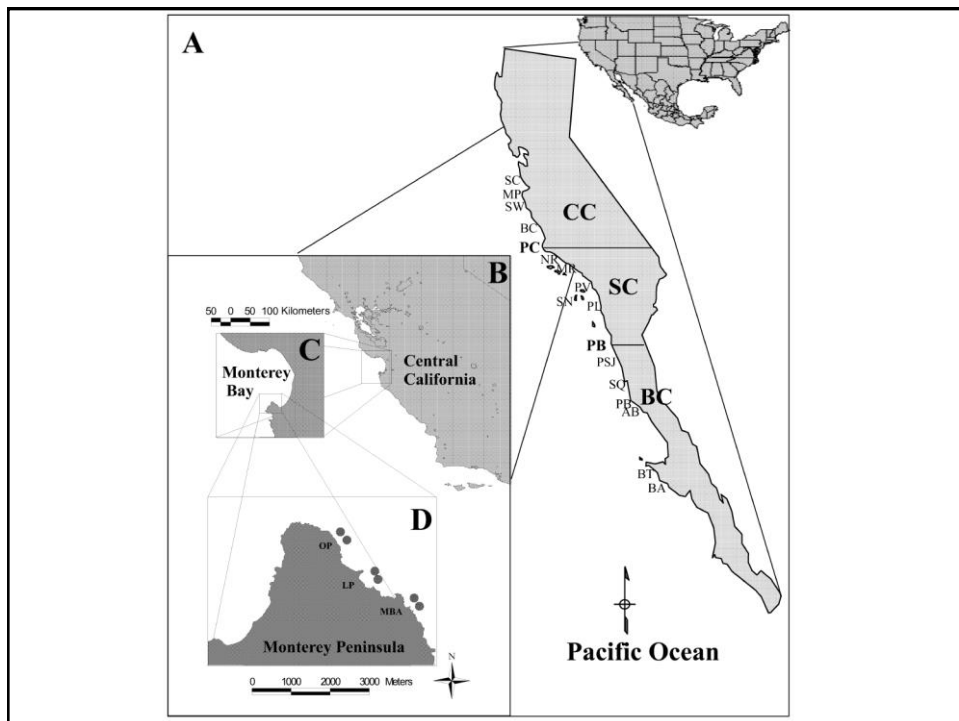 A
SC
MP
SW
CC
BC
PC
NR
MR
SC
PV
SN
PL
PB
PSJ
SQ
BC
PB
AB
BT
BA
B
50 0 50 100 Kilometers
C
Monterey
Bay
Central
California
D
OP
LP
MBA
Monterey Peninsula
N
0 1000 2000 3000 Meters
Pacific Ocean